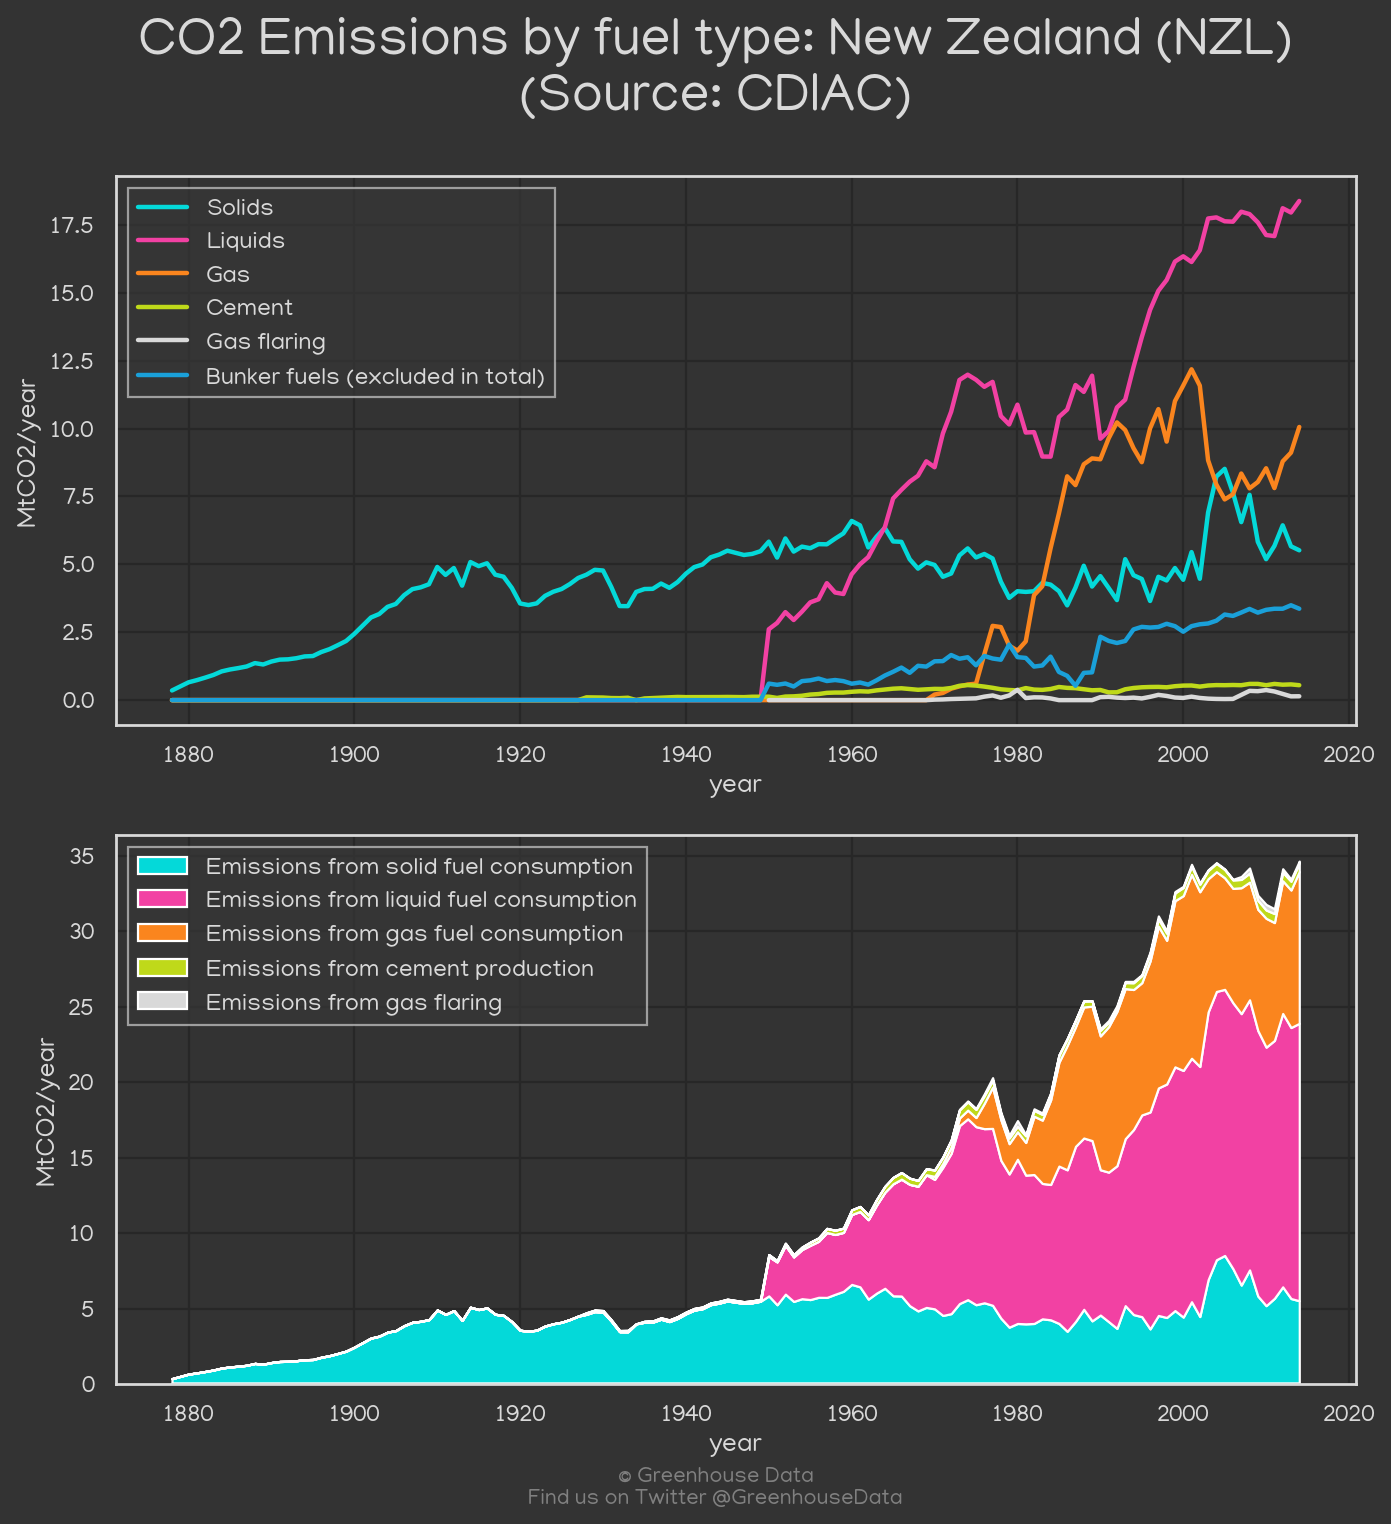 CO2 Emissions by fuel type: New Zealand (NZL)
(Source: CDIAC)
Solids
Liquids
Gas
Cement
Gas flaring
Bunker fuels (excluded in total)
MtCO2/year
17.5
15.0
12.5
10.0
7.5
5.0
2.5
0.0
1880 1900 1920 1940 1960 1980 2000 2020
year
Emissions from solid fuel consumption
Emissions from liquid fuel consumption
Emissions from gas fuel consumption
Emissions from cement production
Emissions from gas flaring
MtCO2/year
35
30
25
20
15
10
5
0
1880 1900 1920 1940 1960 1980 2000 2020
year
© Greenhouse Data
Find us on Twitter @GreenhouseData